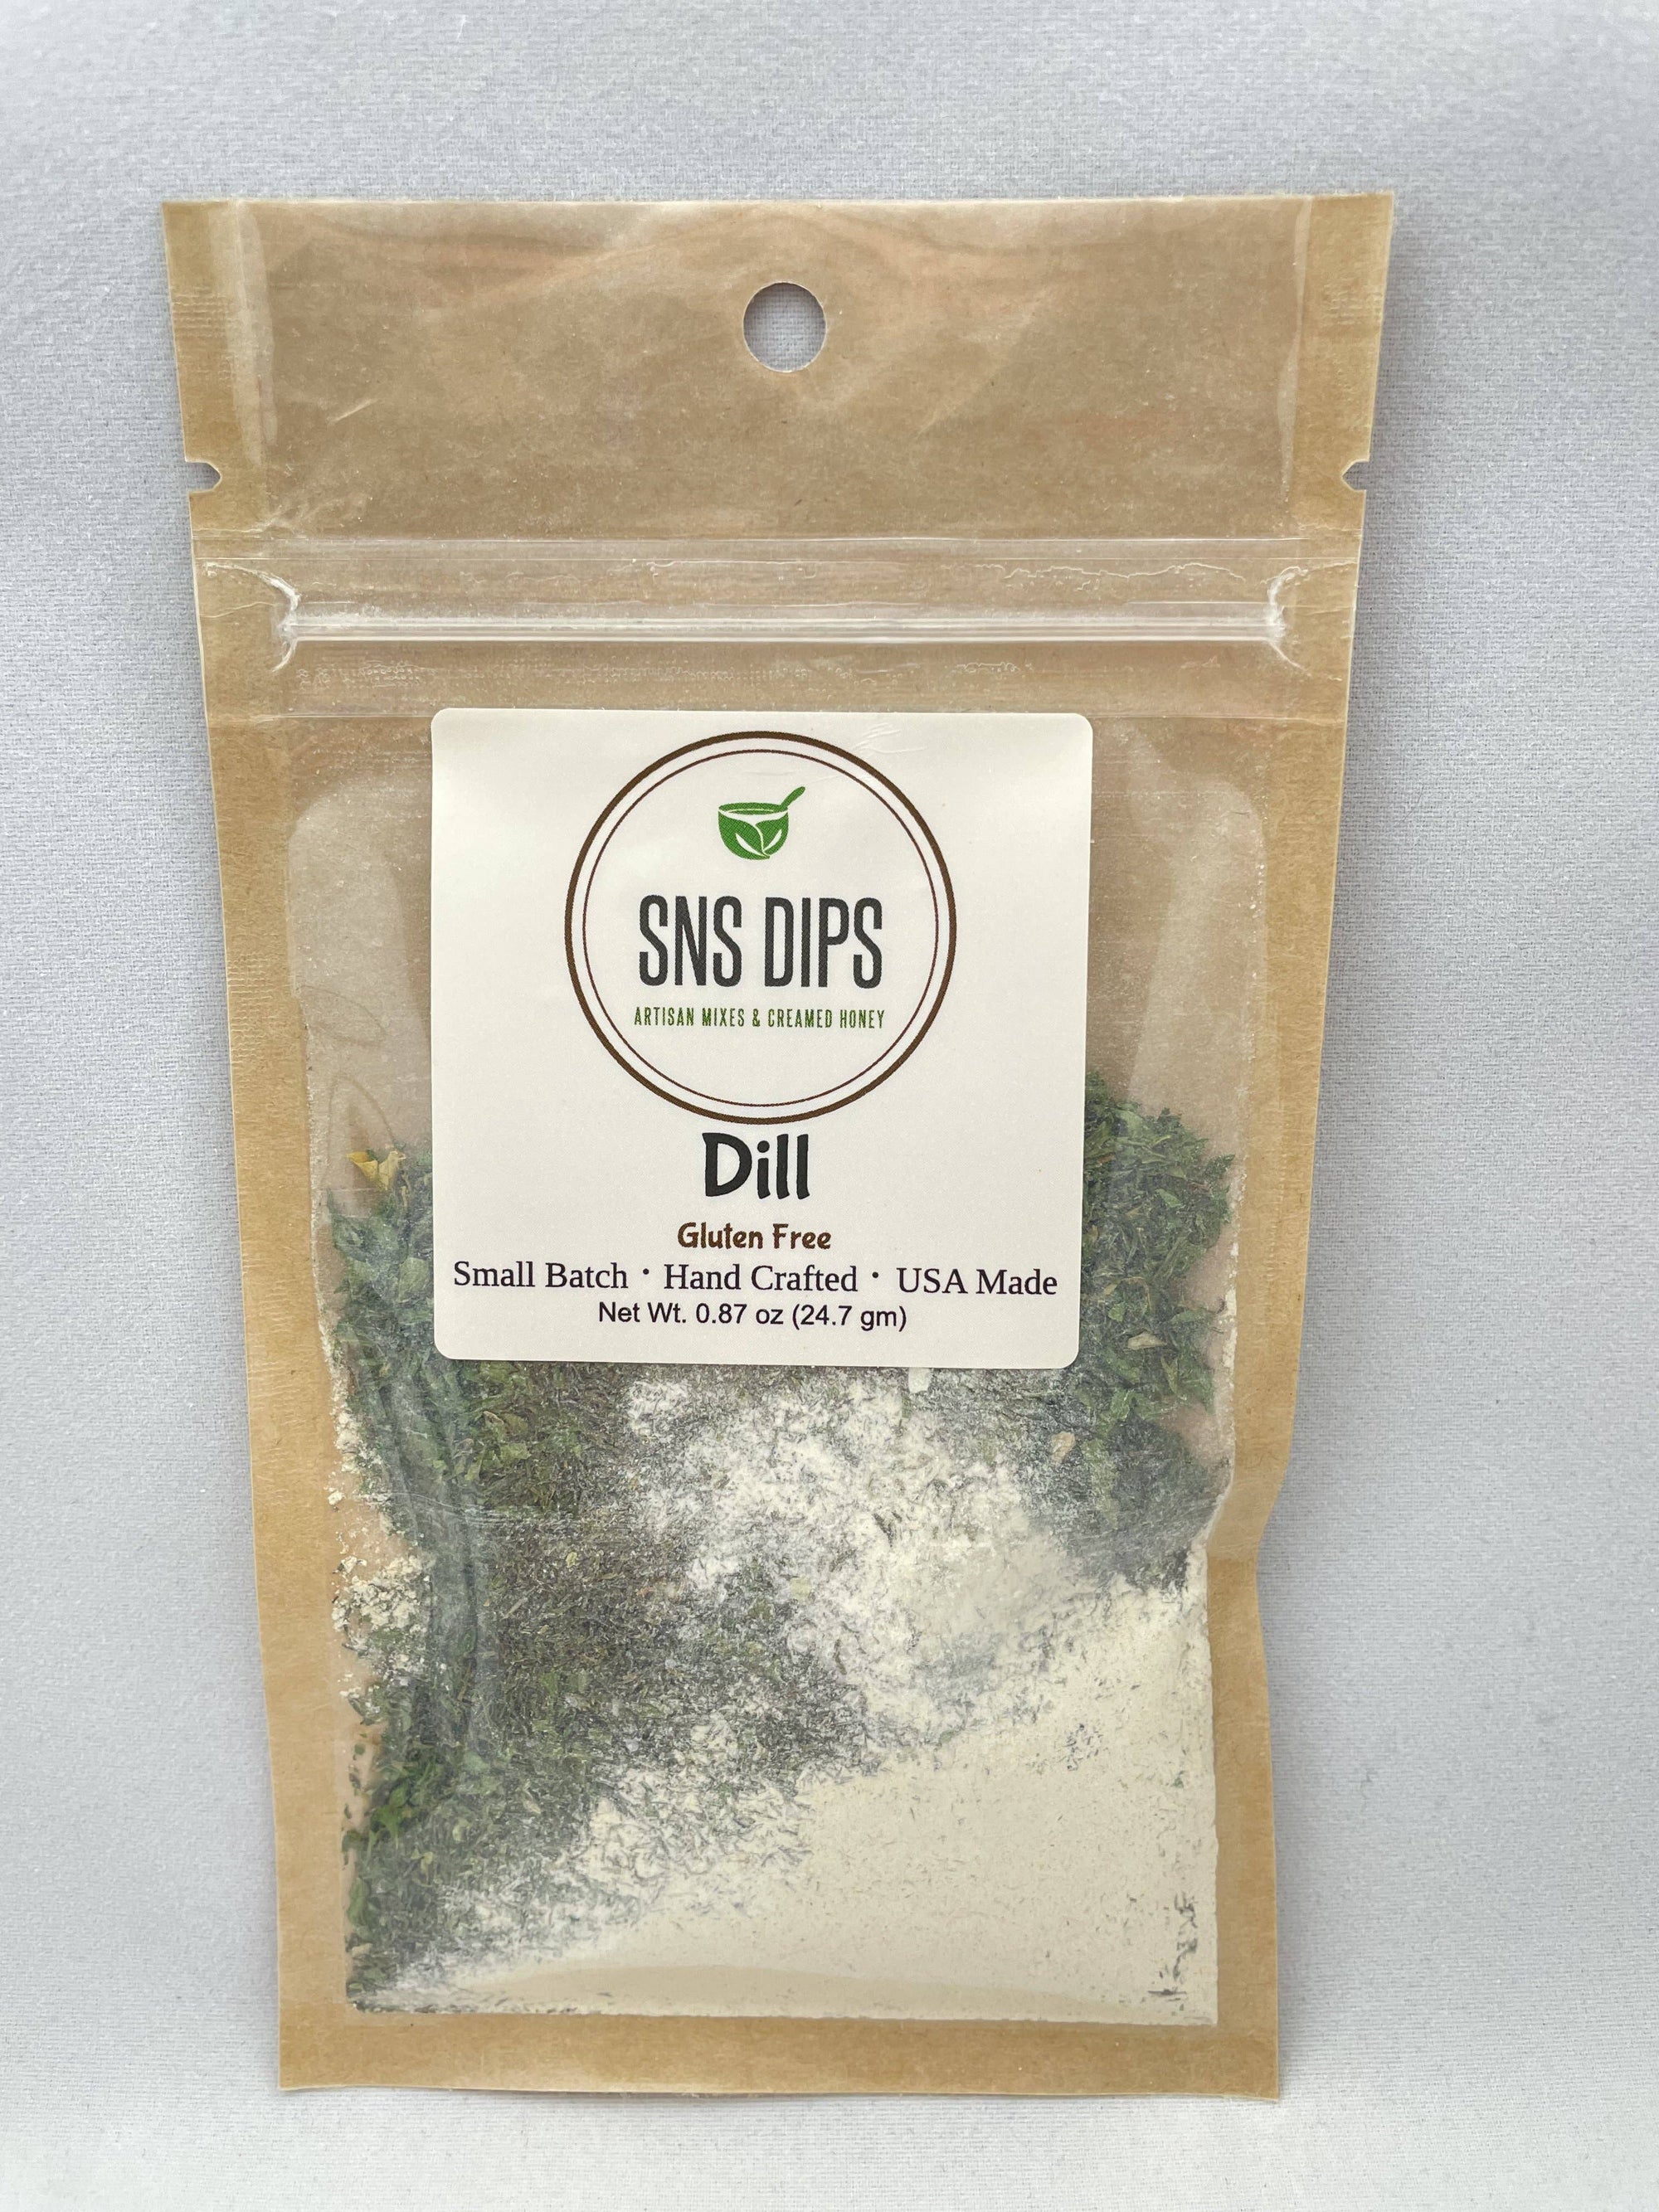 SNS DIPS
ARTISAN MIXES & CREAMED HONEY
Dill
Gluten Free
Small Batch · Hand Crafted · USA Made
Net Wt. 0.87 oz (24.7 gm)